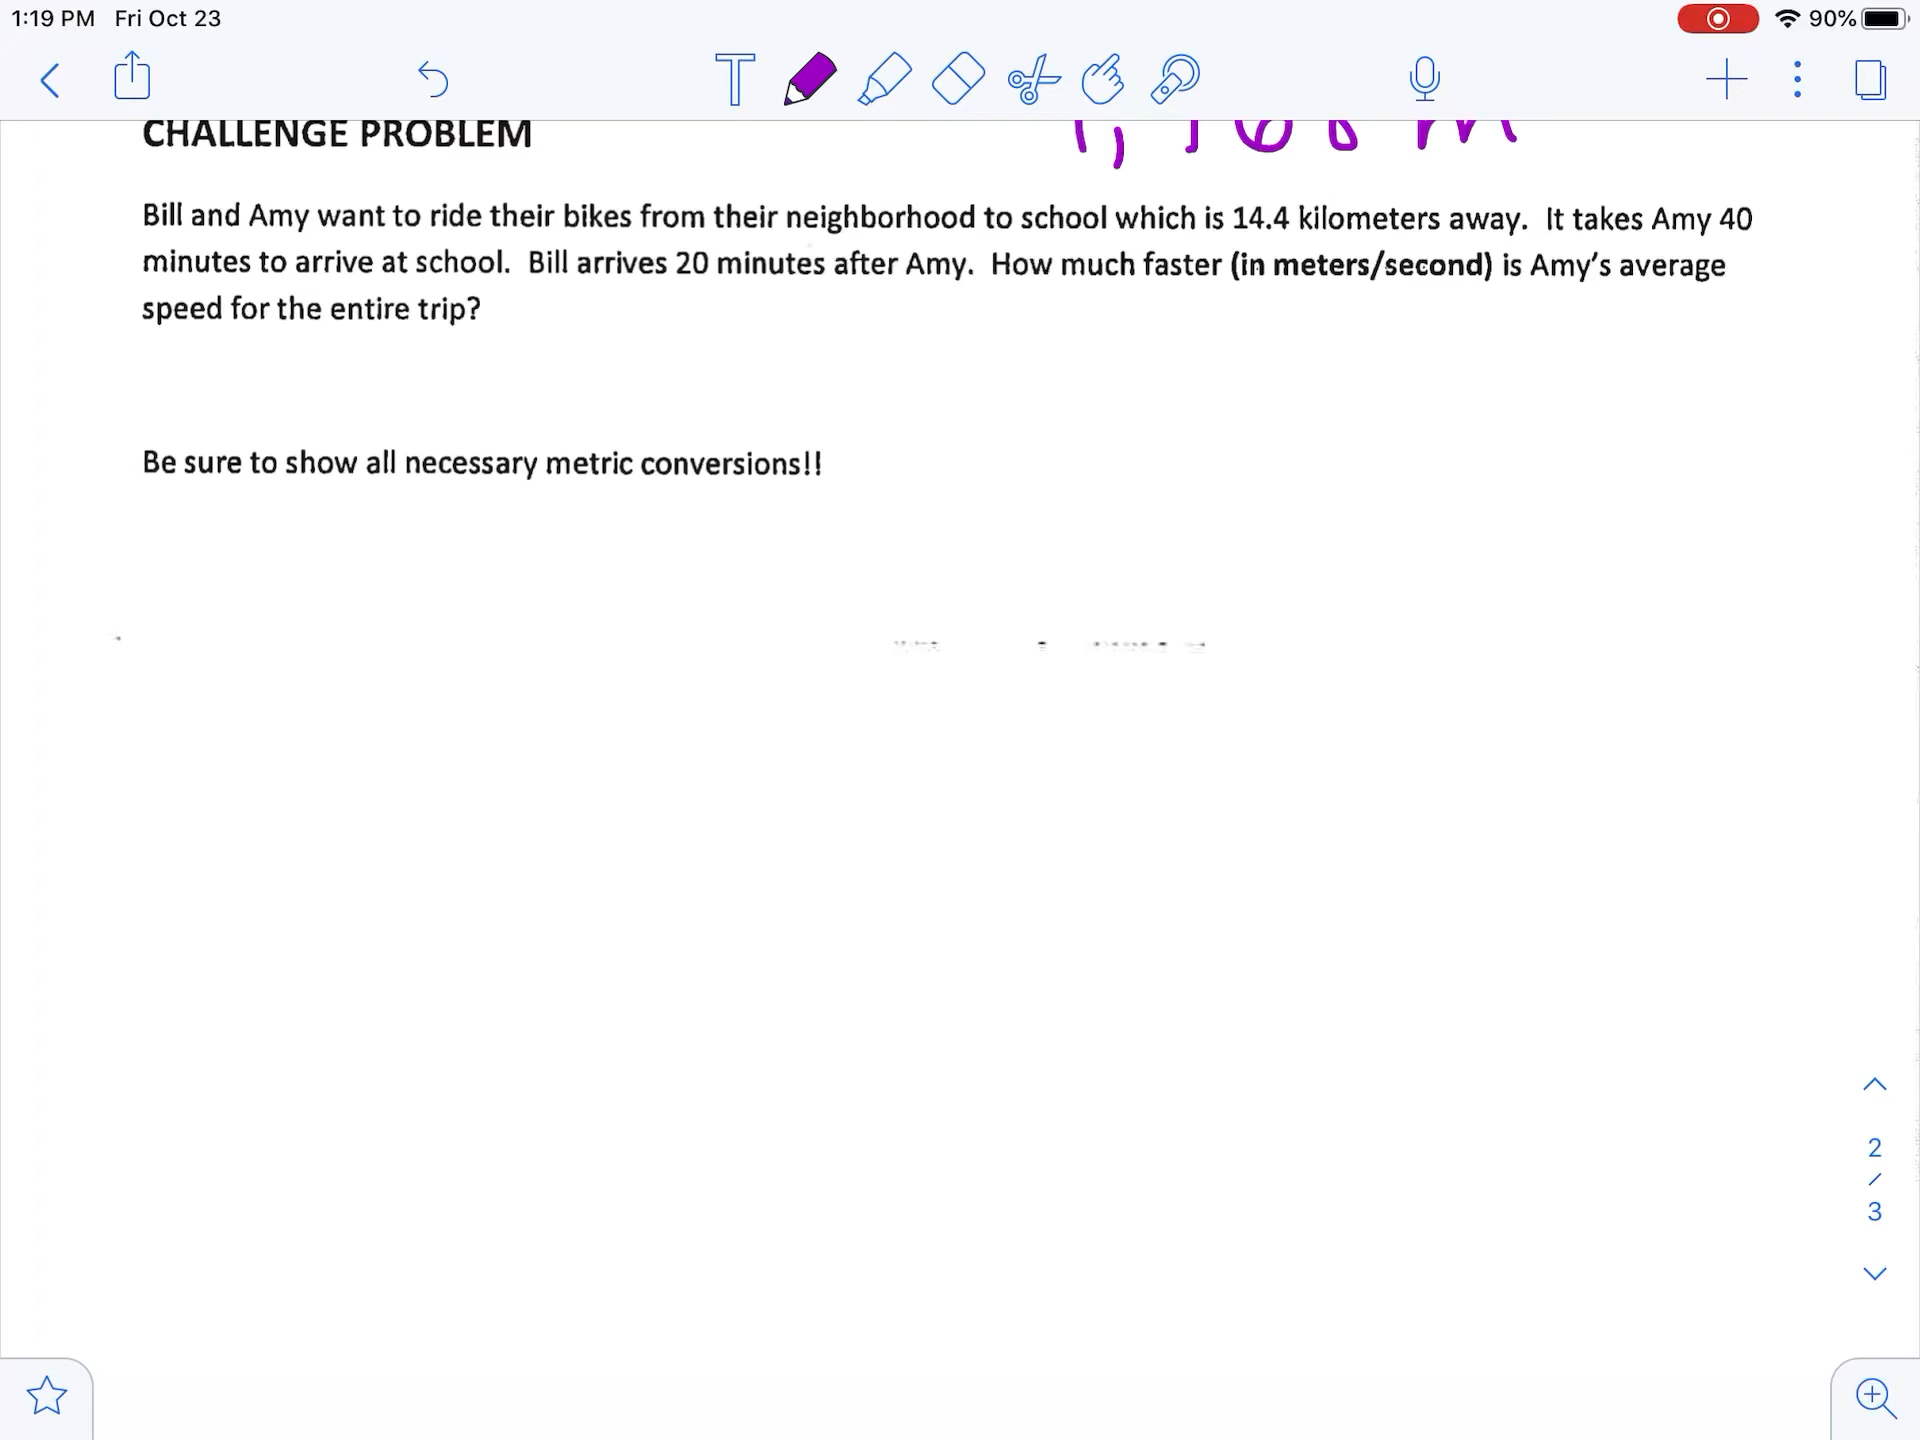 1:19 PM Fri Oct 23
90%
CHALLENGE PROBLEM
Bill and Amy want to ride their bikes from their neighborhood to school which is 14.4 kilometers away. It takes Amy 40
minutes to arrive at school. Bill arrives 20 minutes after Amy. How much faster (in meters/second) is Amy's average
speed for the entire trip?
Be sure to show all necessary metric conversions!!
2
/
3